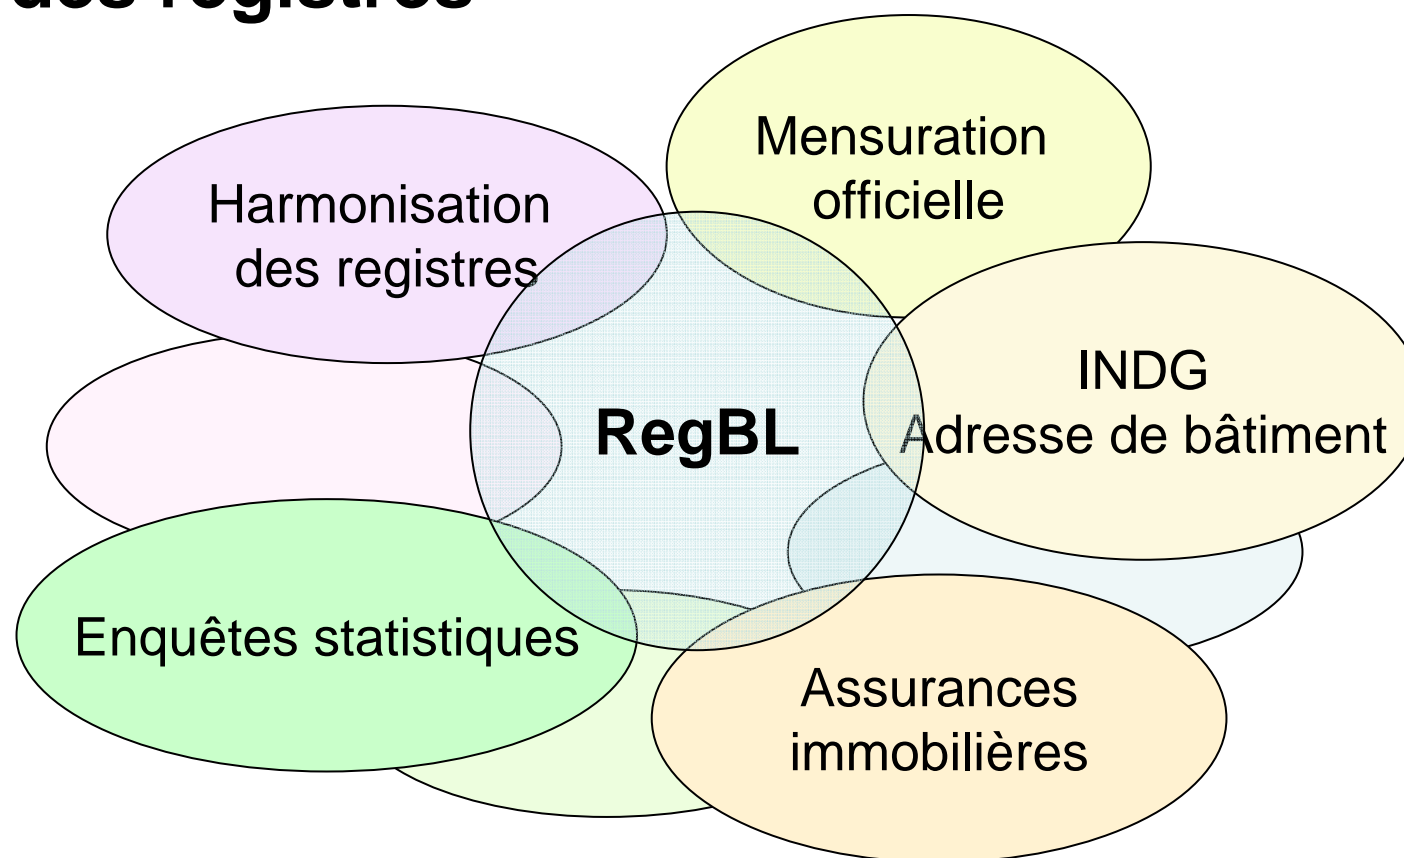 des registres
Mensuration
officielle
Harmonisation
des registres
INDG
Adresse de bâtiment
RegBL
Enquêtes statistiques
Assurances
immobilières